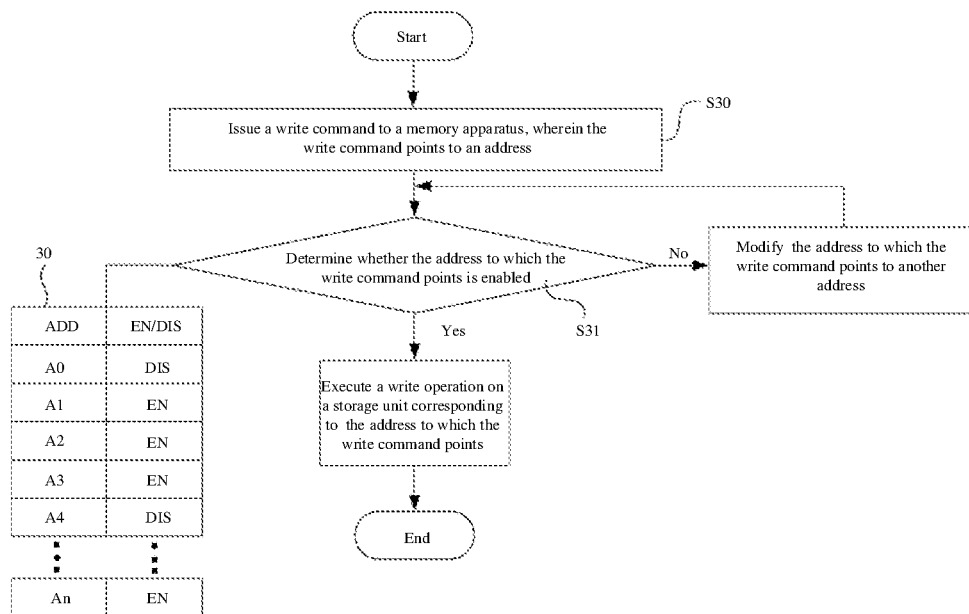 Start
S30
Issue a write command to a memory apparatus, wherein the
write command points to an address
30
Determine whether the address to which the
write command points is enabled
No
Modify the address to which the
write command points to another
address
S31
Yes
ADD EN/DIS
A0 DIS
A1 EN
A2 EN
A3 EN
A4 DIS
An EN
Execute a write operation on
a storage unit corresponding
to the address to which the
write command points
End